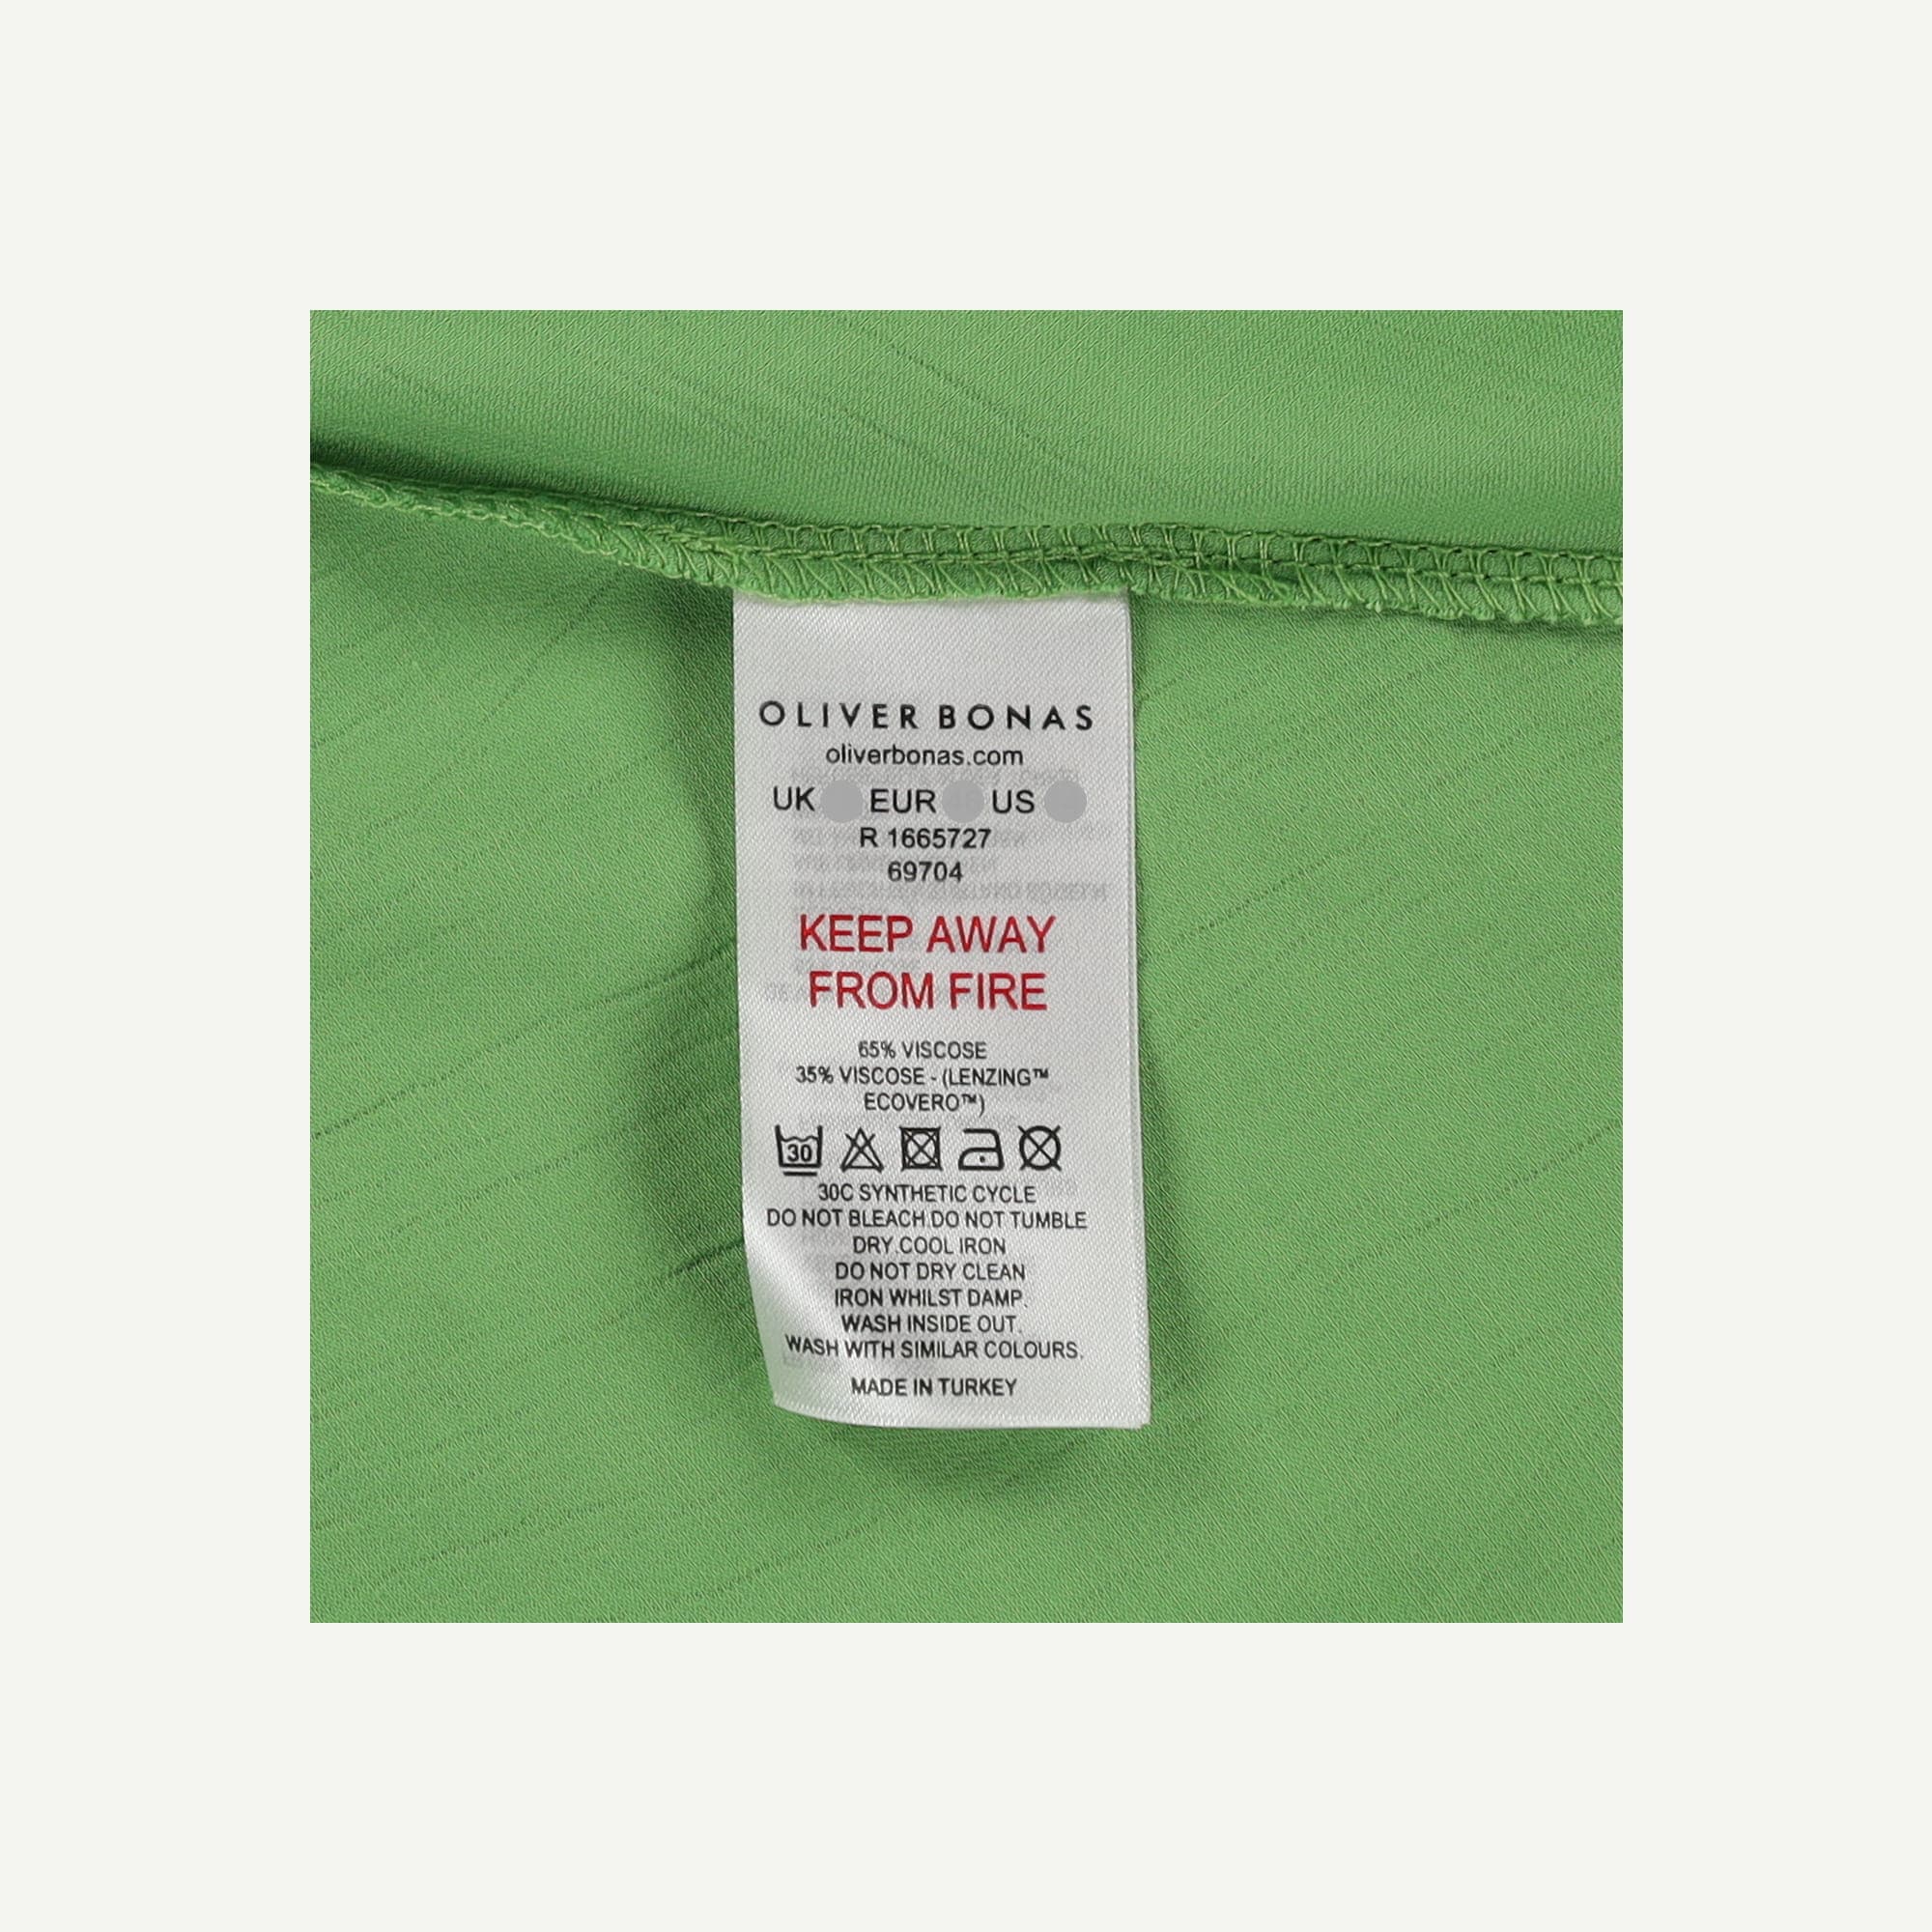 OLIVER BONAS
oliverbonas.com
UK EUR US
R 1665727
69704
KEEP AWAY
FROM FIRE
65% VISCOSE
35% VISCOSE - (LENZING™
ECOVERO™)
30
30C SYNTHETIC CYCLE
DO NOT BLEACH.DO NOT TUMBLE
DRY.COOL IRON
DO NOT DRY CLEAN
IRON WHILST DAMP.
WASH INSIDE OUT.
WASH WITH SIMILAR COLOURS.
MADE IN TURKEY